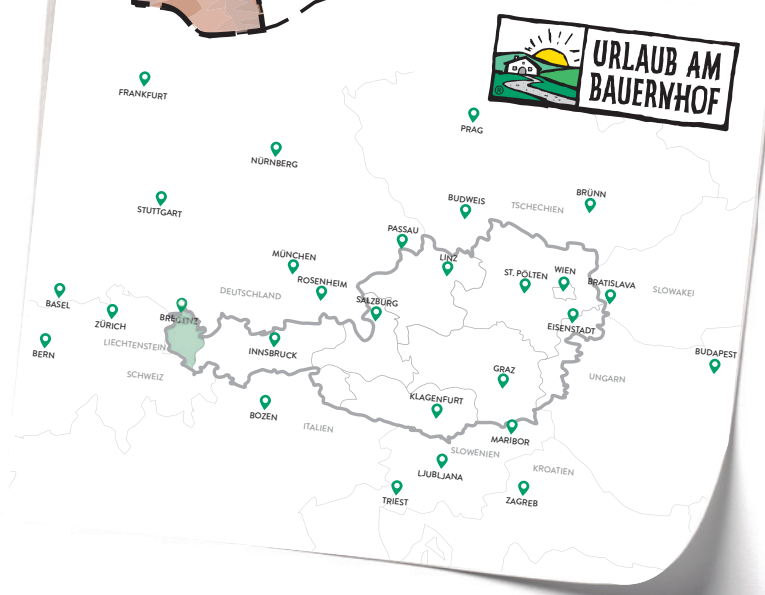 URLAUB AM
BAUERNHOF
®
FRANKFURT
PRAG
NÜRNBERG
STUTTGART
BUDWEIS
TSCHECHIEN
BRÜNN
PASSAU
MÜNCHEN
LINZ
ROSENHEIM
ST. PÖLTEN
WIEN
BRATISLAVA
SLOWAKEI
DEUTSCHLAND
SALZBURG
BASEL
ZÜRICH
BREGENZ
EISENSTADT
LIECHTENSTEIN
BERN
INNSBRUCK
BUDAPEST
SCHWEIZ
GRAZ
UNGARN
KLAGENFURT
BOZEN
ITALIEN
MARIBOR
SLOWENIEN
LJUBLJANA
KROATIEN
TRIEST
ZAGREB